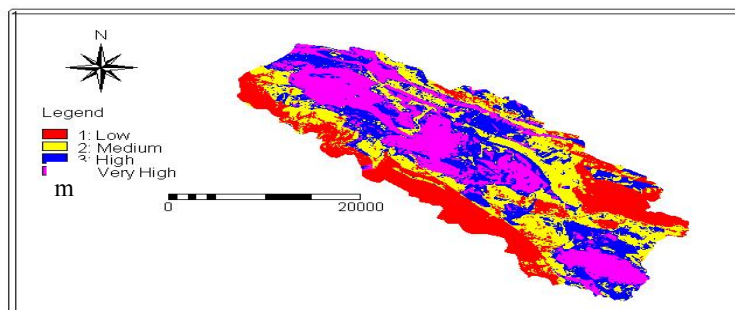 N
Legend
1: Low
2: Medium
3: High
Very High
m
0 20000